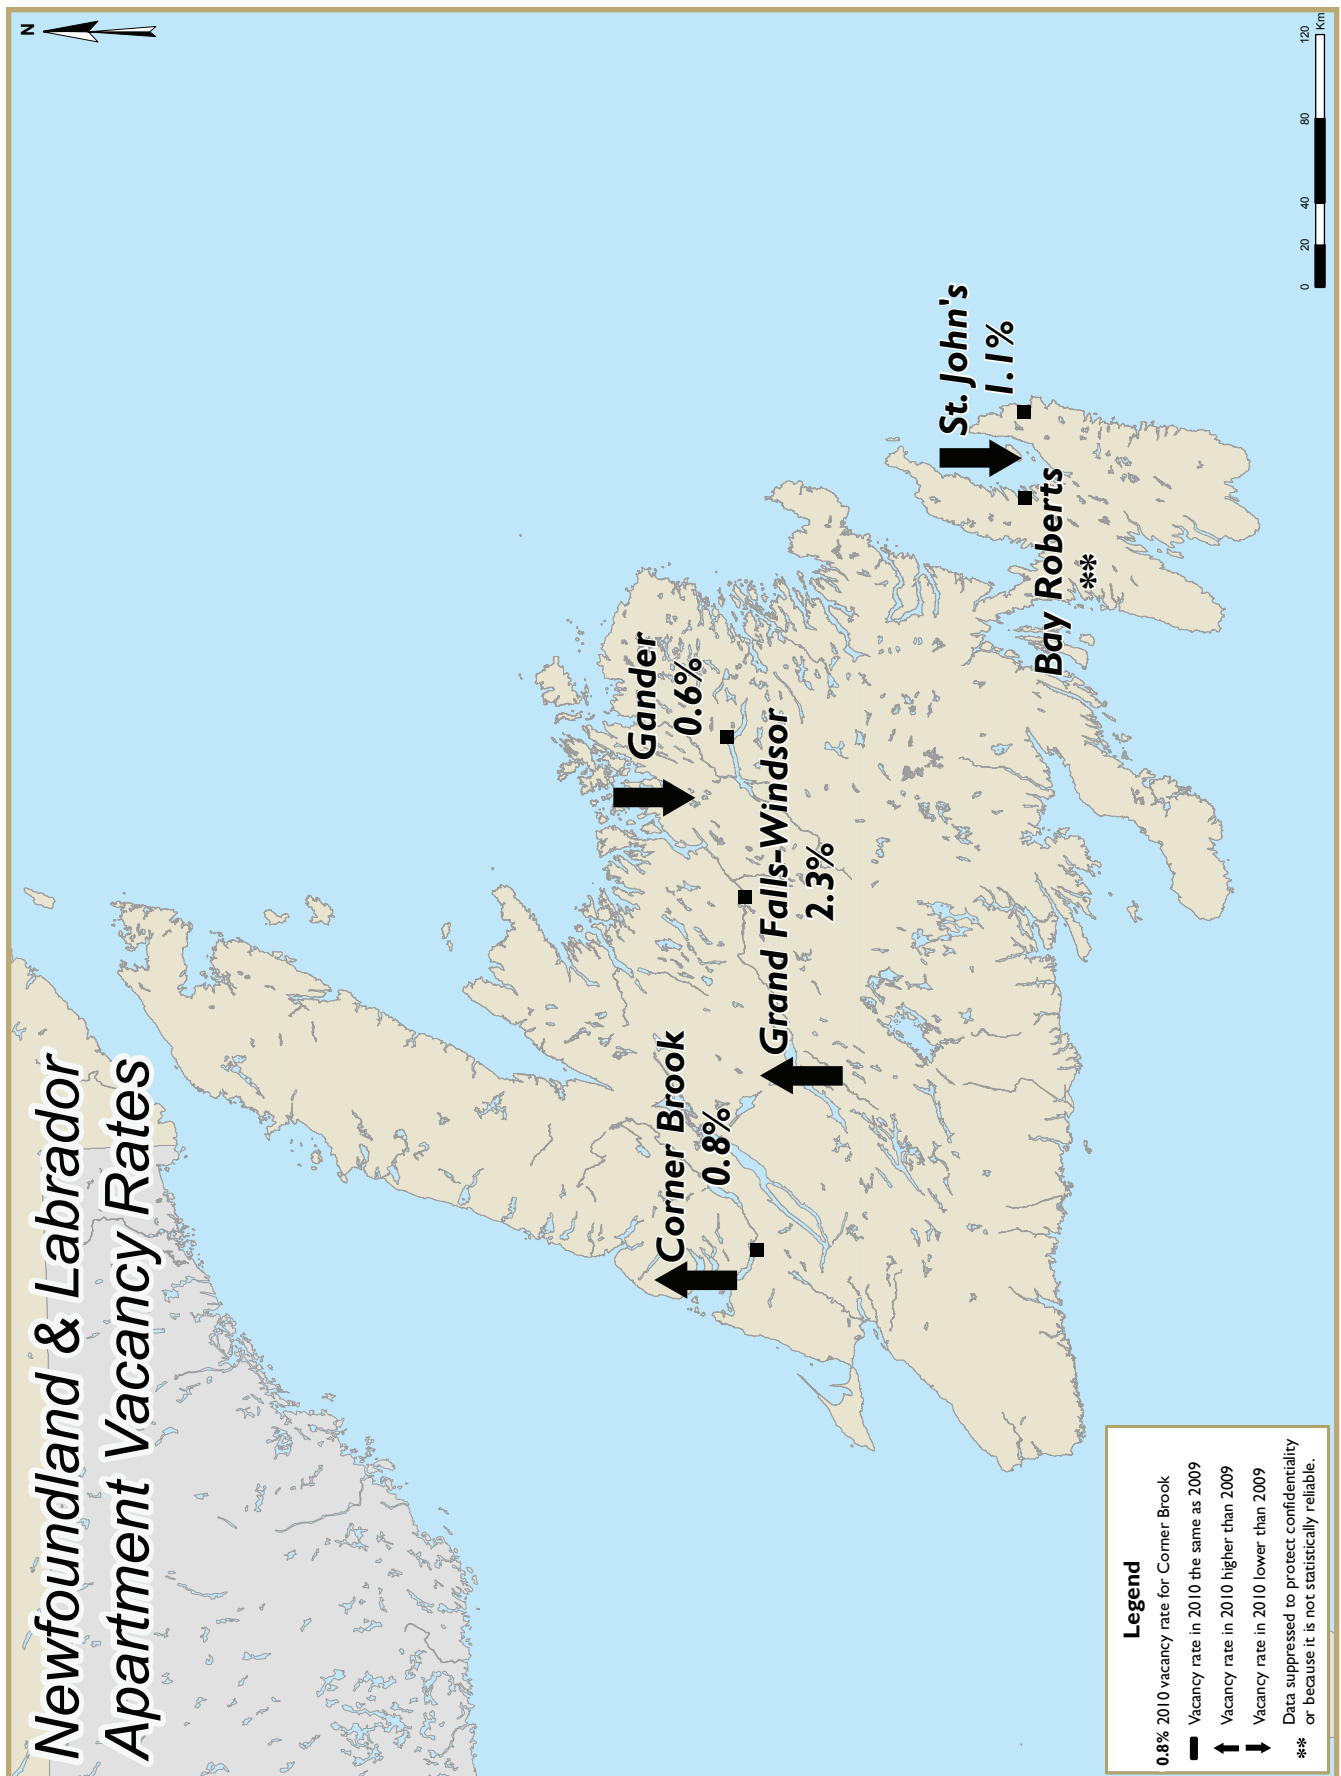 Newfoundland & Labrador
Apartment Vacancy Rates
N
Corner Brook
0.8%
Gander
0.6%
Grand Falls-Windsor
2.3%
St. John's
1.1%
Bay Roberts
**
Legend
0.8% 2010 vacancy rate for Corner Brook
Vacancy rate in 2010 the same as 2009
Vacancy rate in 2010 higher than 2009
Vacancy rate in 2010 lower than 2009
** Data suppressed to protect confidentiality
or because it is not statistically reliable.
0 20 40 80 120
Km